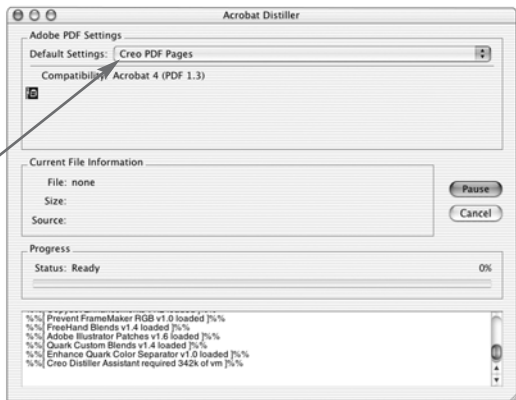 Acrobat Distiller
Adobe PDF Settings
Default Settings: Creo PDF Pages
Compatibility: Acrobat 4 (PDF 1.3)
Current File Information
File: none
Size:
Source:
Pause
Cancel
Progress
Status: Ready 0%
%%[ Prevent FrameMaker RGB v1.0 loaded ]%%
%%[ FreeHand Blends v1.4 loaded ]%%
%%[ Adobe Illustrator Patches v1.6 loaded ]%%
%%[ Quark Custom Blends v1.4 loaded ]%%
%%[ Enhance Quark Color Separator v1.0 loaded ]%%
%%[ Creo Distiller Assistant required 342k of vm ]%%